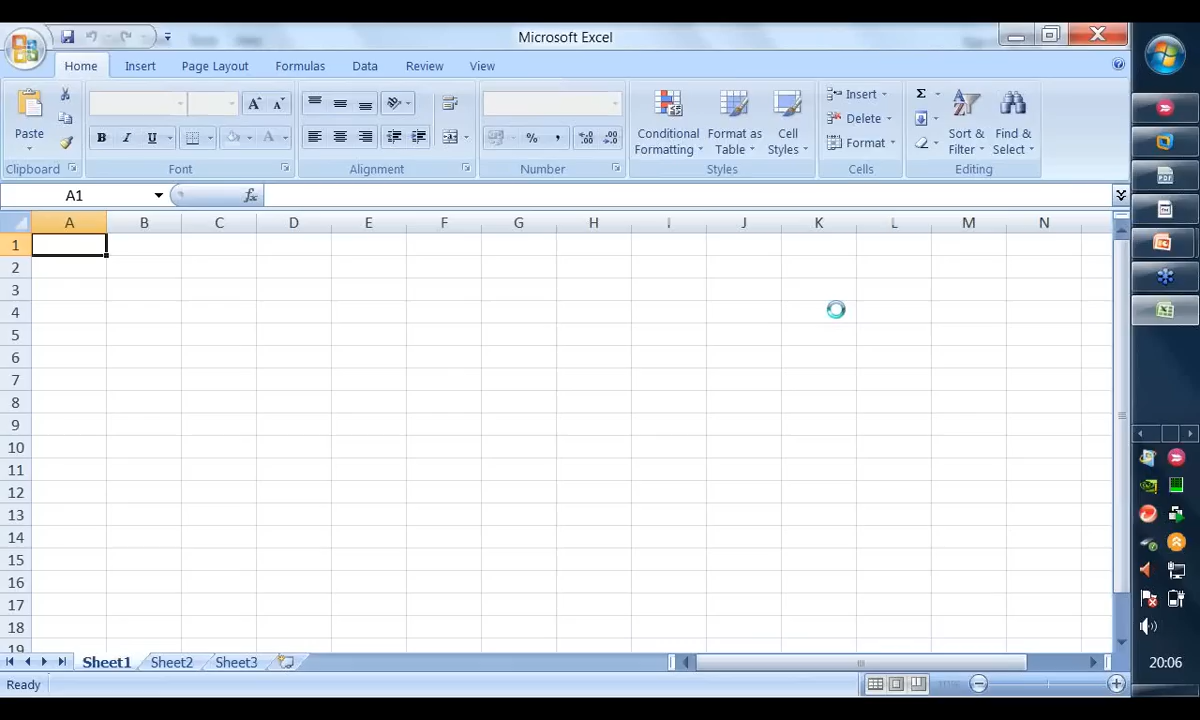 Microsoft Excel
Home Insert Page Layout Formulas Data Review View
Paste
Clipboard
B I U
Font
Alignment
% ,
Number
Conditional Formatting
Format as Table
Cell Styles
Styles
Insert
Delete
Format
Cells
Σ
Sort & Filter
Find & Select
Editing
A1 fx
A B C D E F G H I J K L M N
1
2
3
4
5
6
7
8
9
10
11
12
13
14
15
16
17
18
19
Sheet1 Sheet2 Sheet3
Ready
20:06